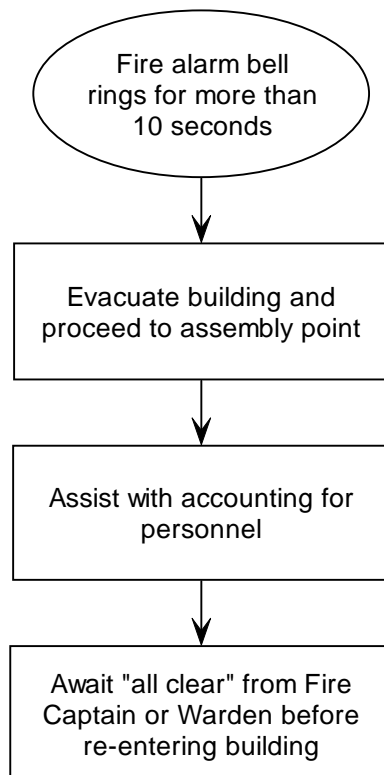 Fire alarm bell
rings for more than
10 seconds
Evacuate building and
proceed to assembly point
Assist with accounting for
personnel
Await "all clear" from Fire
Captain or Warden before
re-entering building